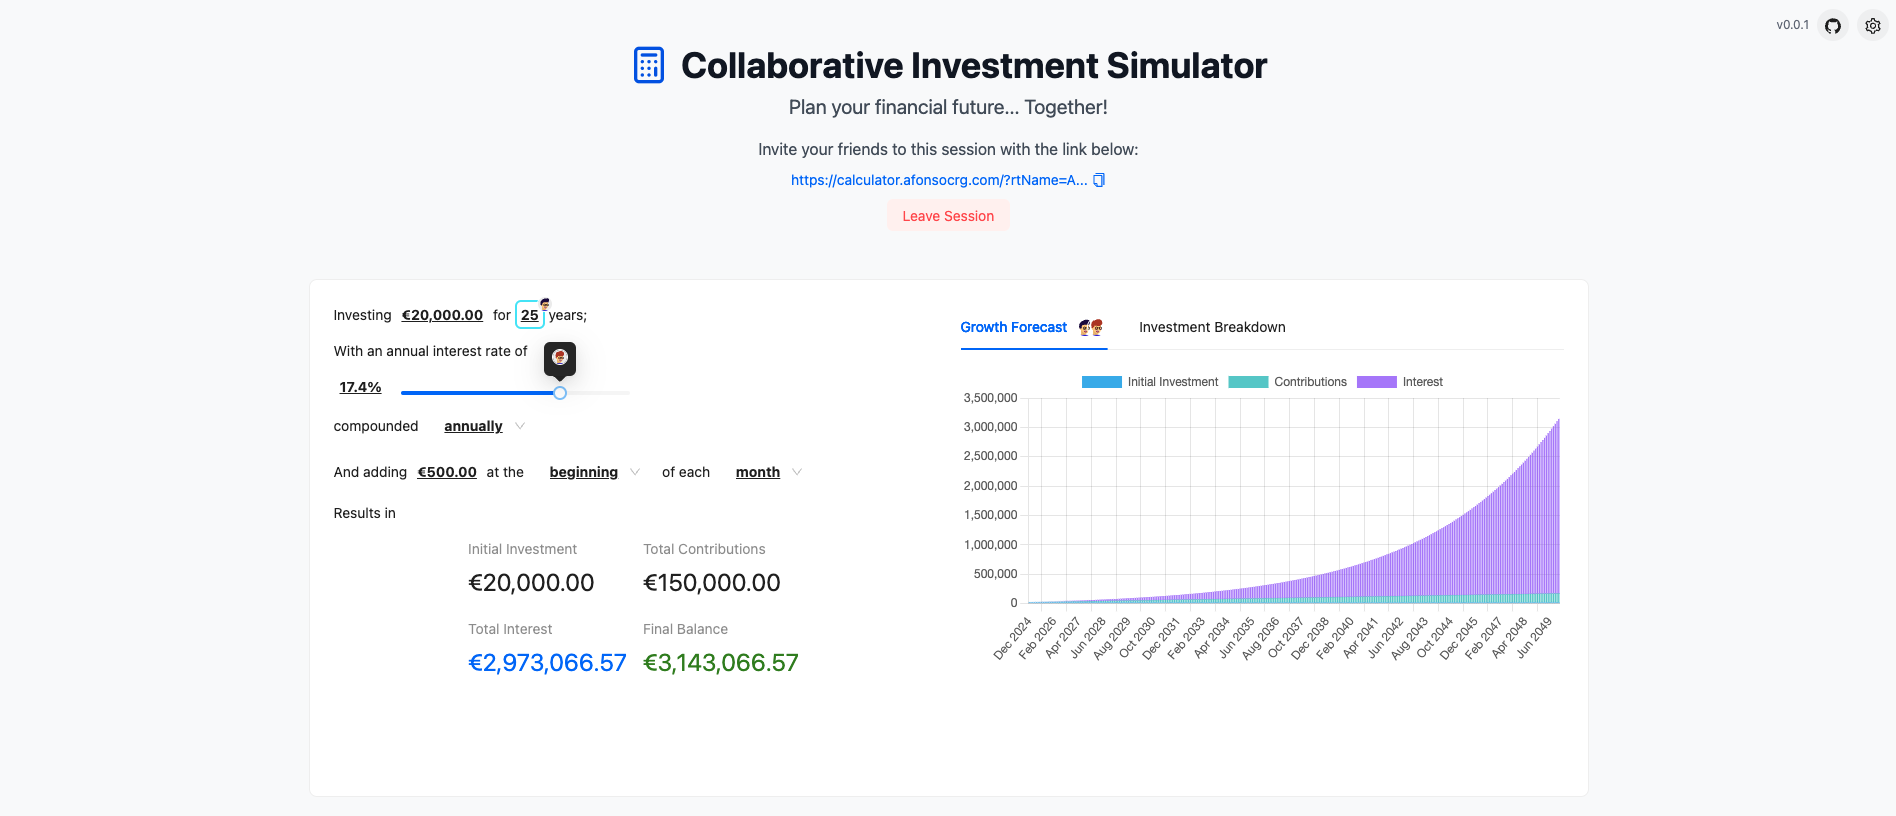 v0.0.1
Collaborative Investment Simulator
Plan your financial future... Together!
Invite your friends to this session with the link below:
https://calculator.afonsocrg.com/?rtName=A...
Leave Session
Investing €20,000.00 for 25 years;
With an annual interest rate of
17.4%
compounded annually
And adding €500.00 at the beginning of each month
Results in
Initial Investment Total Contributions
€20,000.00 €150,000.00
Total Interest Final Balance
€2,973,066.57 €3,143,066.57
Growth Forecast Investment Breakdown
Initial Investment Contributions Interest
3,500,000
3,000,000
2,500,000
2,000,000
1,500,000
1,000,000
500,000
0
Dec 2024
Feb 2026
Apr 2027
Jun 2028
Aug 2029
Oct 2030
Dec 2031
Feb 2033
Apr 2034
Jun 2035
Aug 2036
Oct 2037
Dec 2038
Feb 2040
Apr 2041
Jun 2042
Aug 2043
Oct 2044
Dec 2045
Feb 2047
Apr 2048
Jun 2049